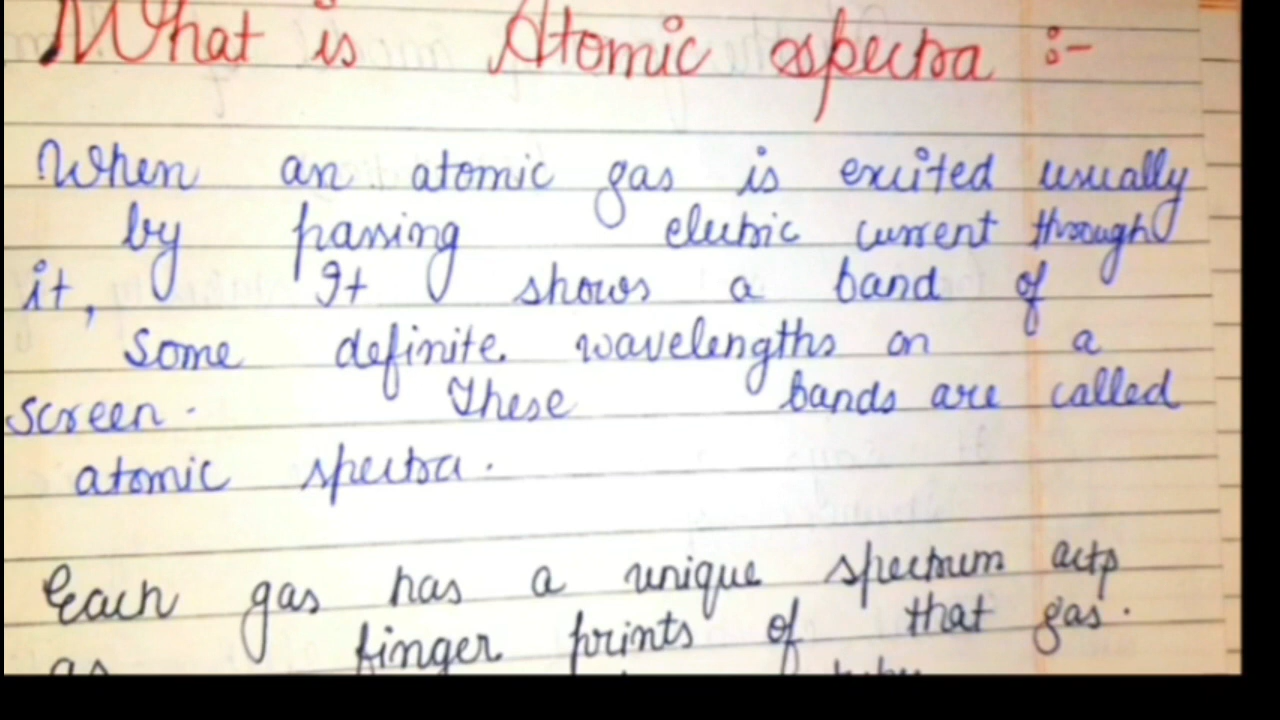 What is Atomic spectra :-
When an atomic gas is excited usually
by passing electric current through
it, It shows a band of
some definite. wavelengths on a
screen. These bands are called
atomic spectra.
Each gas has a unique spectrum acts
as finger prints of that gas.